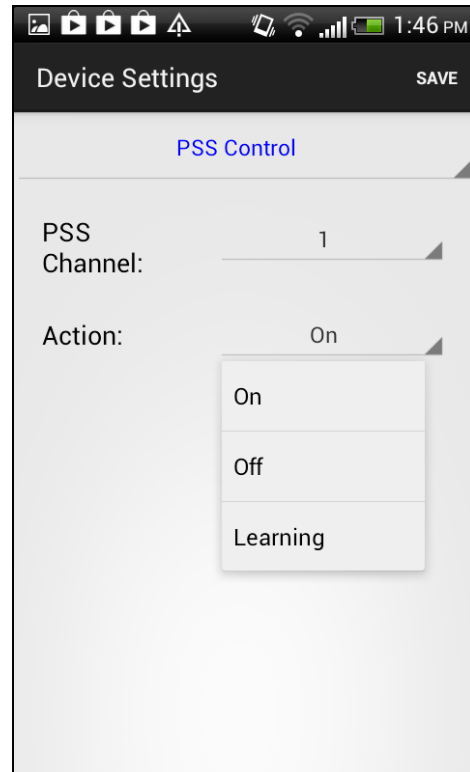 1:46 PM
Device Settings SAVE
PSS Control
PSS
Channel: 1
Action: On
On
Off
Learning